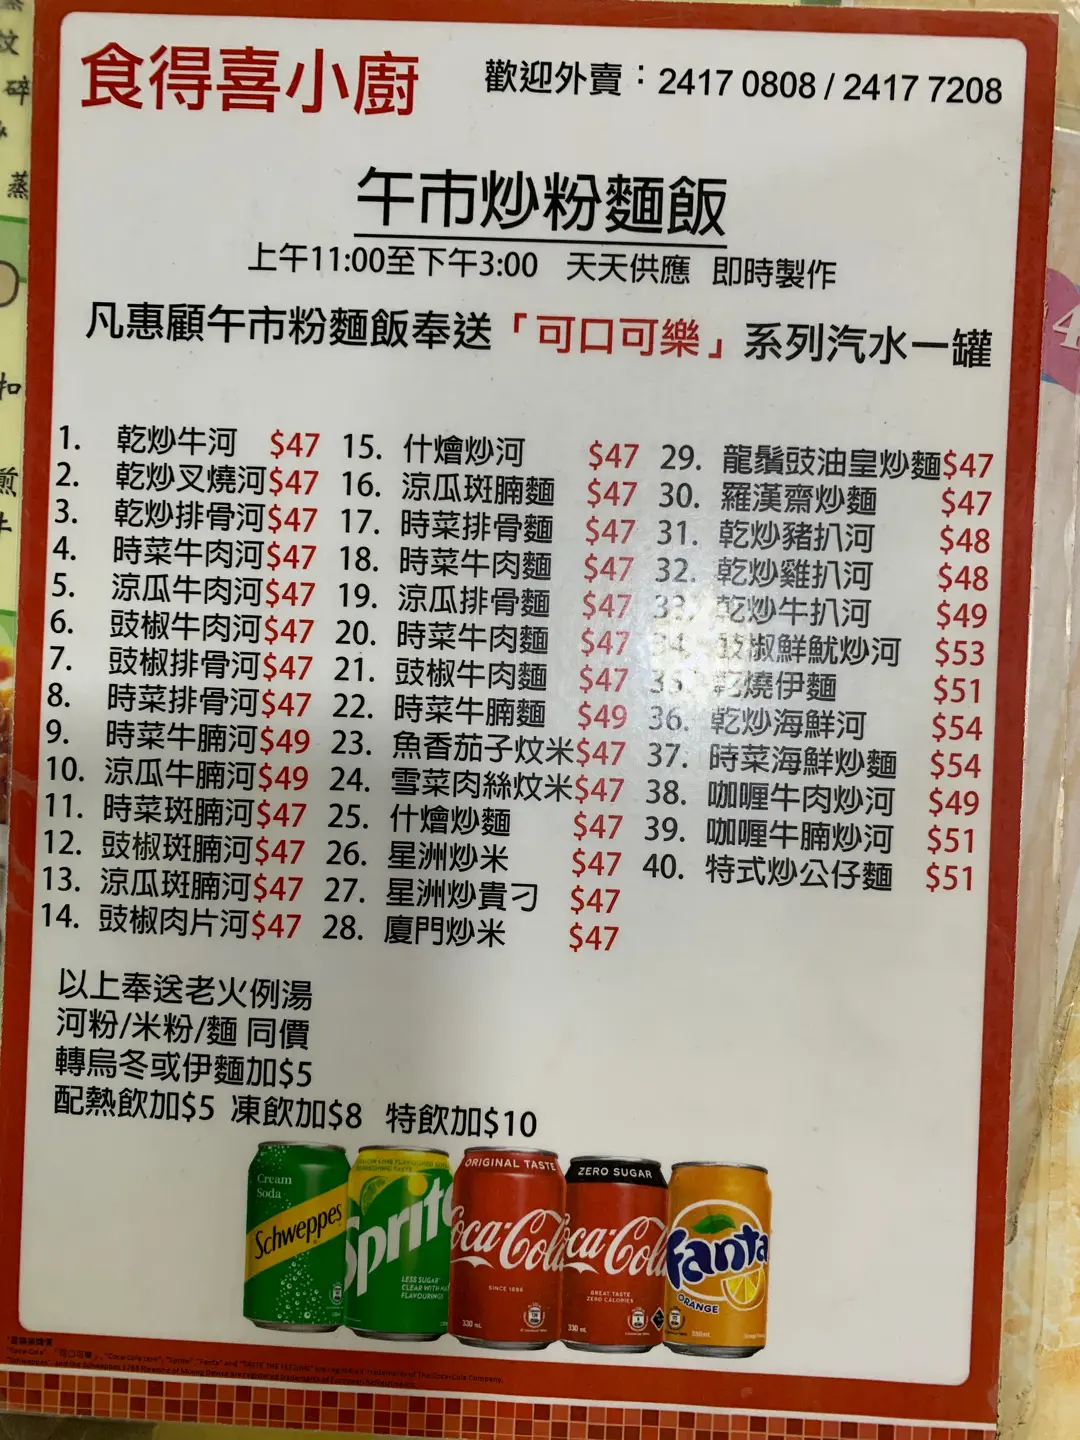 食得喜小廚
歡迎外賣：2417 0808 / 2417 7208
午市炒粉麵飯
上午11:00至下午3:00 天天供應 即時製作
凡惠顧午市粉麵飯奉送「可口可樂」系列汽水一罐
1. 乾炒牛河 $47
2. 乾炒叉燒河 $47
3. 乾炒排骨河 $47
4. 時菜牛肉河 $47
5. 涼瓜牛肉河 $47
6. 豉椒牛肉河 $47
7. 豉椒排骨河 $47
8. 時菜排骨河 $47
9. 時菜牛腩河 $49
10. 涼瓜牛腩河 $49
11. 時菜斑腩河 $47
12. 豉椒斑腩河 $47
13. 涼瓜斑腩河 $47
14. 豉椒肉片河 $47
15. 什燴炒河 $47
16. 涼瓜斑腩麵 $47
17. 時菜排骨麵 $47
18. 時菜牛肉麵 $47
19. 涼瓜排骨麵 $47
20. 時菜牛肉麵 $47
21. 豉椒牛肉麵 $47
22. 時菜牛腩麵 $49
23. 魚香茄子炆米 $47
24. 雪菜肉絲炆米 $47
25. 什燴炒麵 $47
26. 星洲炒米 $47
27. 星洲炒貴刁 $47
28. 廈門炒米 $47
29. 龍鬚豉油皇炒麵 $47
30. 羅漢齋炒麵 $47
31. 乾炒豬扒河 $48
32. 乾炒雞扒河 $48
33. 乾炒牛扒河 $49
34. 豉椒鮮魷炒河 $53
35. 乾燒伊麵 $51
36. 乾炒海鮮河 $54
37. 時菜海鮮炒麵 $54
38. 咖喱牛肉炒河 $49
39. 咖喱牛腩炒河 $51
40. 特式炒公仔麵 $51
以上奉送老火例湯
河粉/米粉/麵 同價
轉烏冬或伊麵加$5
配熱飲加$5 凍飲加$8 特飲加$10
Cream
Soda
Schweppes
Sprite
LESS SUGAR
ORIGINAL TASTE
Coca-Cola
SINCE 1886
330 mL
ZERO SUGAR
Coca-Cola
GREAT TASTE
ZERO CALORIES
330 mL
Fanta
ORANGE